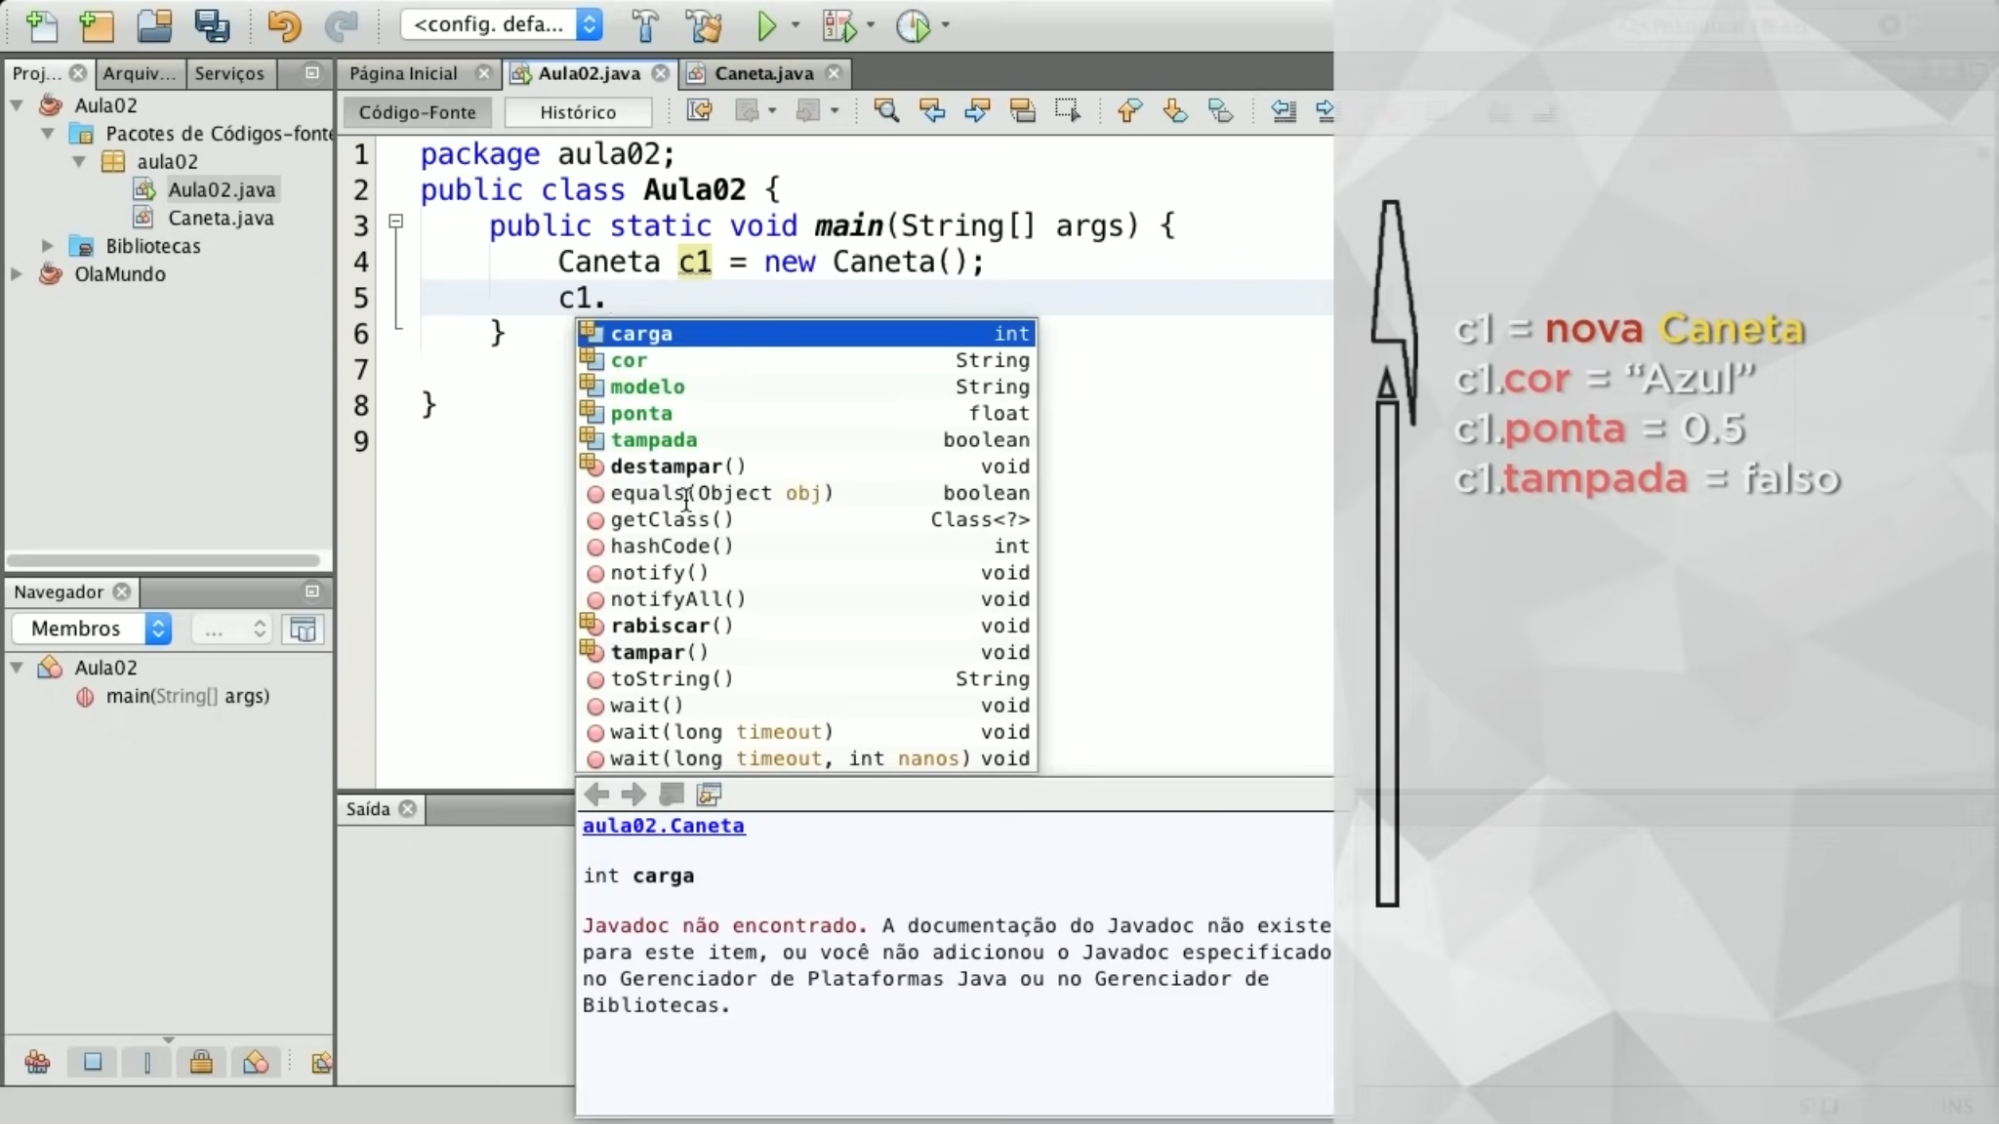 <config. defa...
Proj...
Arquiv...
Serviços
Página Inicial
Aula02.java
Caneta.java
Código-Fonte
Histórico
Aula02
Pacotes de Códigos-fonte
aula02
Aula02.java
Caneta.java
Bibliotecas
OlaMundo
1 package aula02;
2 public class Aula02 {
3 public static void main(String[] args) {
4 Caneta c1 = new Caneta();
5 c1.
6 }
7
8 }
9
carga int
cor String
modelo String
ponta float
tampada boolean
destampar() void
equals(Object obj) boolean
getClass() Class<?>
hashCode() int
notify() void
notifyAll() void
rabiscar() void
tampar() void
toString() String
wait() void
wait(long timeout) void
wait(long timeout, int nanos) void
c1 = nova Caneta
c1.cor = “Azul”
c1.ponta = 0.5
c1.tampada = falso
Navegador
Membros
...
Aula02
main(String[] args)
Saída
aula02.Caneta
int carga
Javadoc não encontrado. A documentação do Javadoc não existe
para este item, ou você não adicionou o Javadoc especificado
no Gerenciador de Plataformas Java ou no Gerenciador de
Bibliotecas.
INS